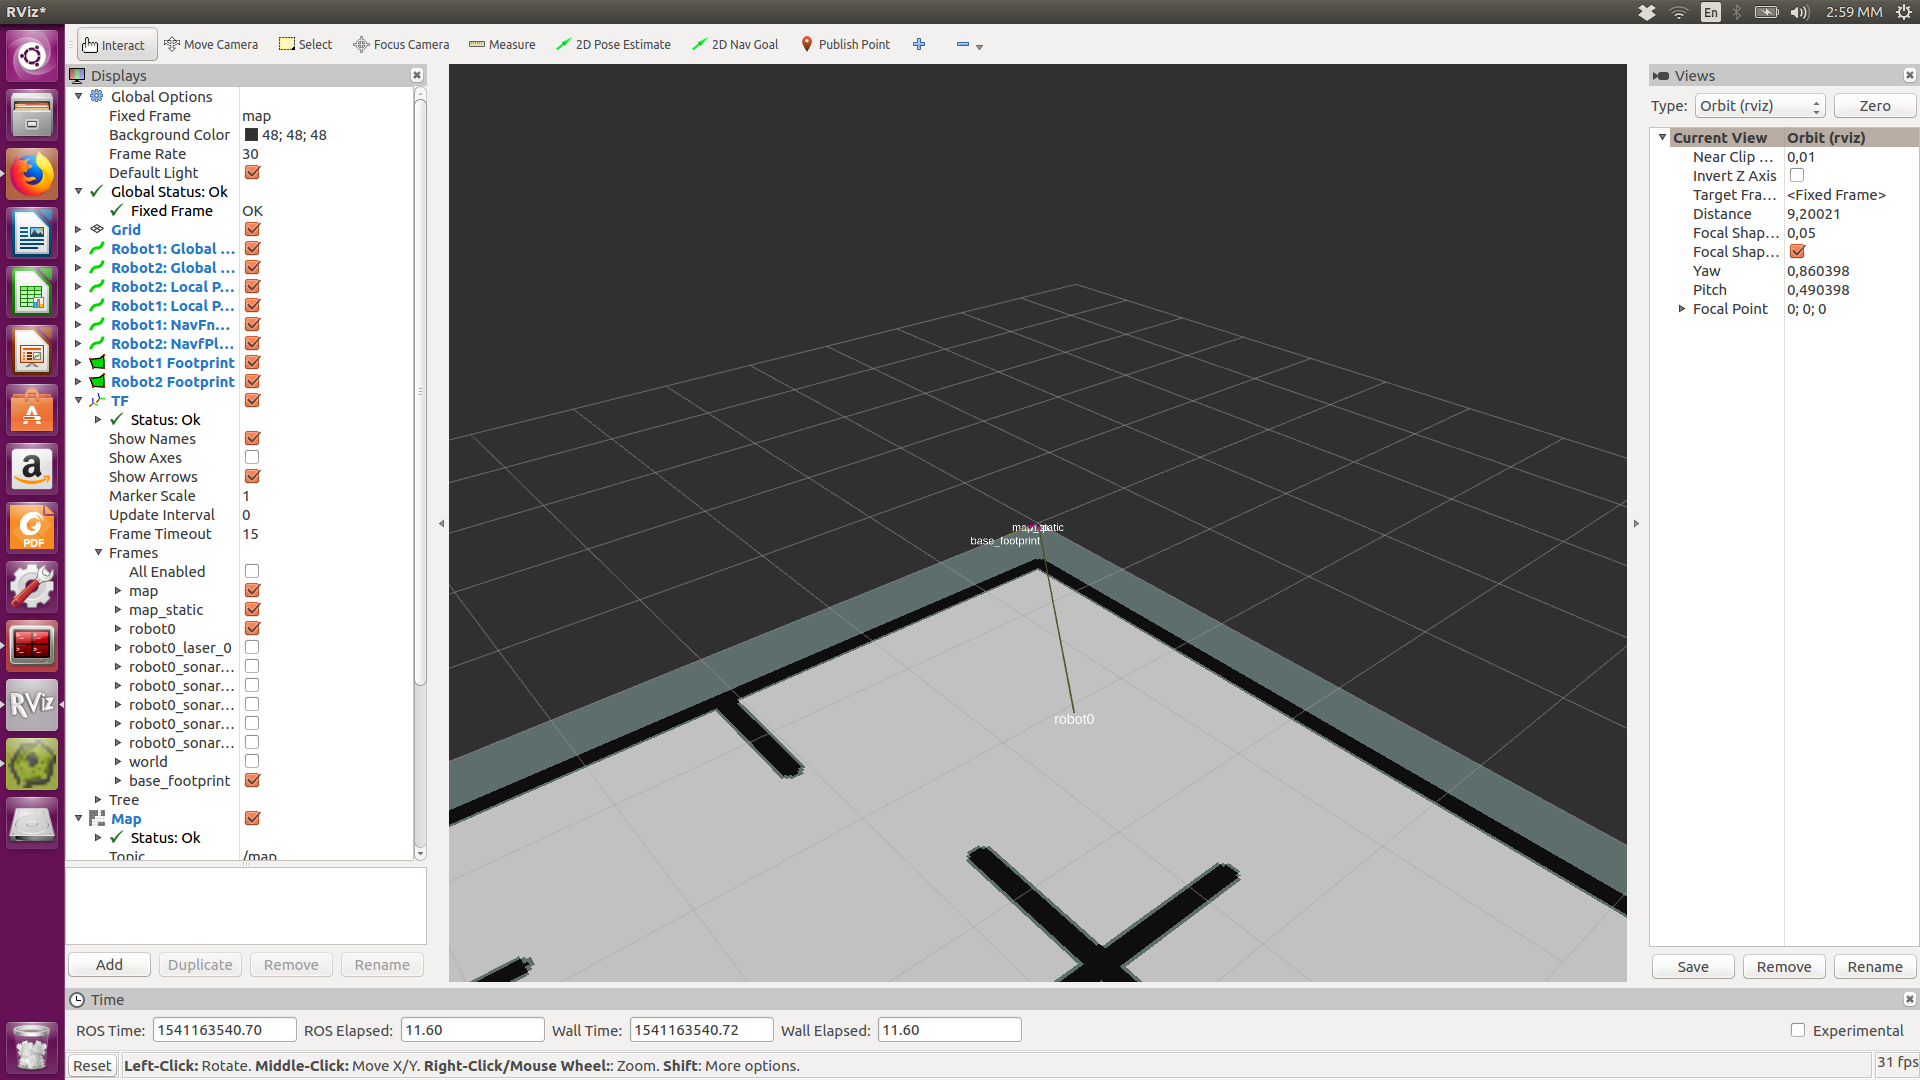 RViz*
En
2:59 MM
Interact
Move Camera
Select
Focus Camera
Measure
2D Pose Estimate
2D Nav Goal
Publish Point
Displays
Global Options
Fixed Frame map
Background Color 48; 48; 48
Frame Rate 30
Default Light
Global Status: Ok
Fixed Frame OK
Grid
Robot1: Global ...
Robot2: Global ...
Robot2: Local P...
Robot1: Local P...
Robot1: NavFn...
Robot2: NavfPl...
Robot1 Footprint
Robot2 Footprint
TF
Status: Ok
Show Names
Show Axes
Show Arrows
Marker Scale 1
Update Interval 0
Frame Timeout 15
Frames
All Enabled
map
map_static
robot0
robot0_laser_0
robot0_sonar...
robot0_sonar...
robot0_sonar...
robot0_sonar...
robot0_sonar...
world
base_footprint
Tree
Map
Status: Ok
Topic /map
Add
Duplicate
Remove
Rename
map_static
base_footprint
robot0
Views
Type: Orbit (rviz) Zero
Current View Orbit (rviz)
Near Clip ... 0,01
Invert Z Axis
Target Fra... <Fixed Frame>
Distance 9,20021
Focal Shap... 0,05
Focal Shap...
Yaw 0,860398
Pitch 0,490398
Focal Point 0; 0; 0
Save
Remove
Rename
Time
ROS Time: 1541163540.70 ROS Elapsed: 11.60 Wall Time: 1541163540.72 Wall Elapsed: 11.60 Experimental
Reset Left-Click: Rotate. Middle-Click: Move X/Y. Right-Click/Mouse Wheel:: Zoom. Shift: More options. 31 fps
a
PDF
RViz